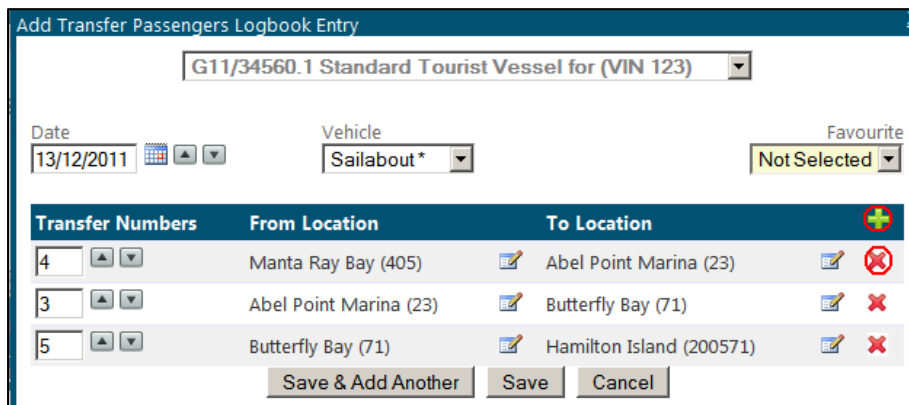 Add Transfer Passengers Logbook Entry
G11/34560.1 Standard Tourist Vessel for (VIN 123)
Date Vehicle Favourite
13/12/2011 Sailabout* Not Selected
Transfer Numbers From Location To Location
4 Manta Ray Bay (405) Abel Point Marina (23)
3 Abel Point Marina (23) Butterfly Bay (71)
5 Butterfly Bay (71) Hamilton Island (200571)
Save & Add Another Save Cancel